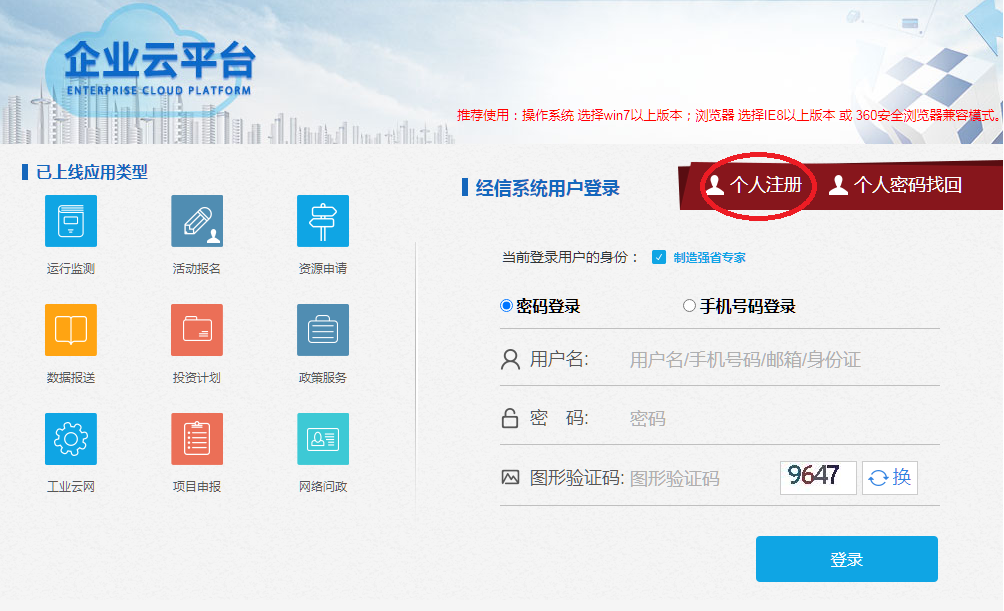 企业云平台
ENTERPRISE CLOUD PLATFORM
推荐使用：操作系统 选择win7以上版本；浏览器 选择IE8以上版本 或 360安全浏览器兼容模式。
已上线应用类型
运行监测
活动报名
资源申请
数据报送
投资计划
政策服务
工业云网
项目申报
网络问政
经信系统用户登录
个人注册
个人密码找回
当前登录用户的身份：
制造强省专家
密码登录
手机号码登录
用户名:
用户名/手机号码/邮箱/身份证
密 码:
密码
图形验证码:
图形验证码
9647
换
登录